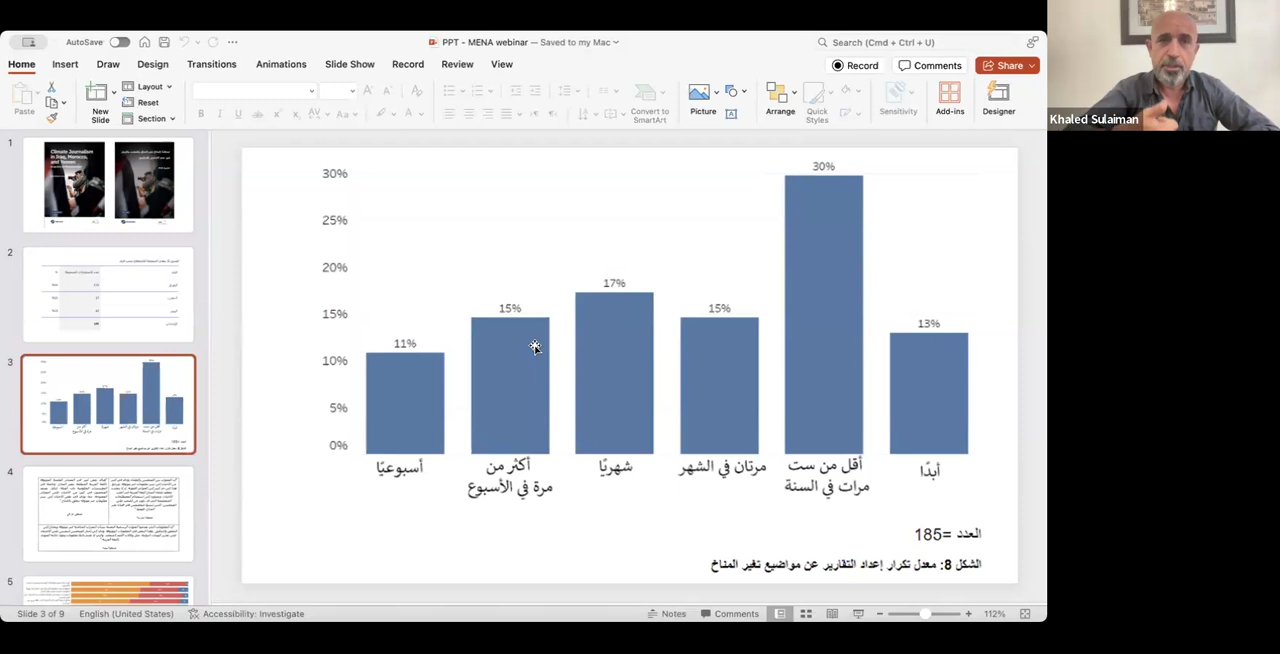 AutoSave
PPT - MENA webinar — Saved to my Mac
Search (Cmd + Ctrl + U)
Home Insert Draw Design Transitions Animations Slide Show Record Review View
Record Comments Share
Paste
New Slide
Layout
Reset
Section
Convert to SmartArt
Picture
Arrange
Quick Styles
Sensitivity
Add-ins
Designer
Khaled Sulaiman
1
Climate Journalism
in Iraq, Morocco,
and Yemen
2
3
4
5
30%
25%
20%
15%
10%
5%
0%
11%
15%
17%
15%
30%
13%
أسبوعيًا
أكثر من
مرة في الأسبوع
شهريًا
مرتان في الشهر
أقل من ست
مرات في السنة
أبدًا
العدد =185
الشكل 8: معدل تكرار إعداد التقارير عن مواضيع تغير المناخ
Slide 3 of 9 English (United States) Accessibility: Investigate Notes Comments 112%